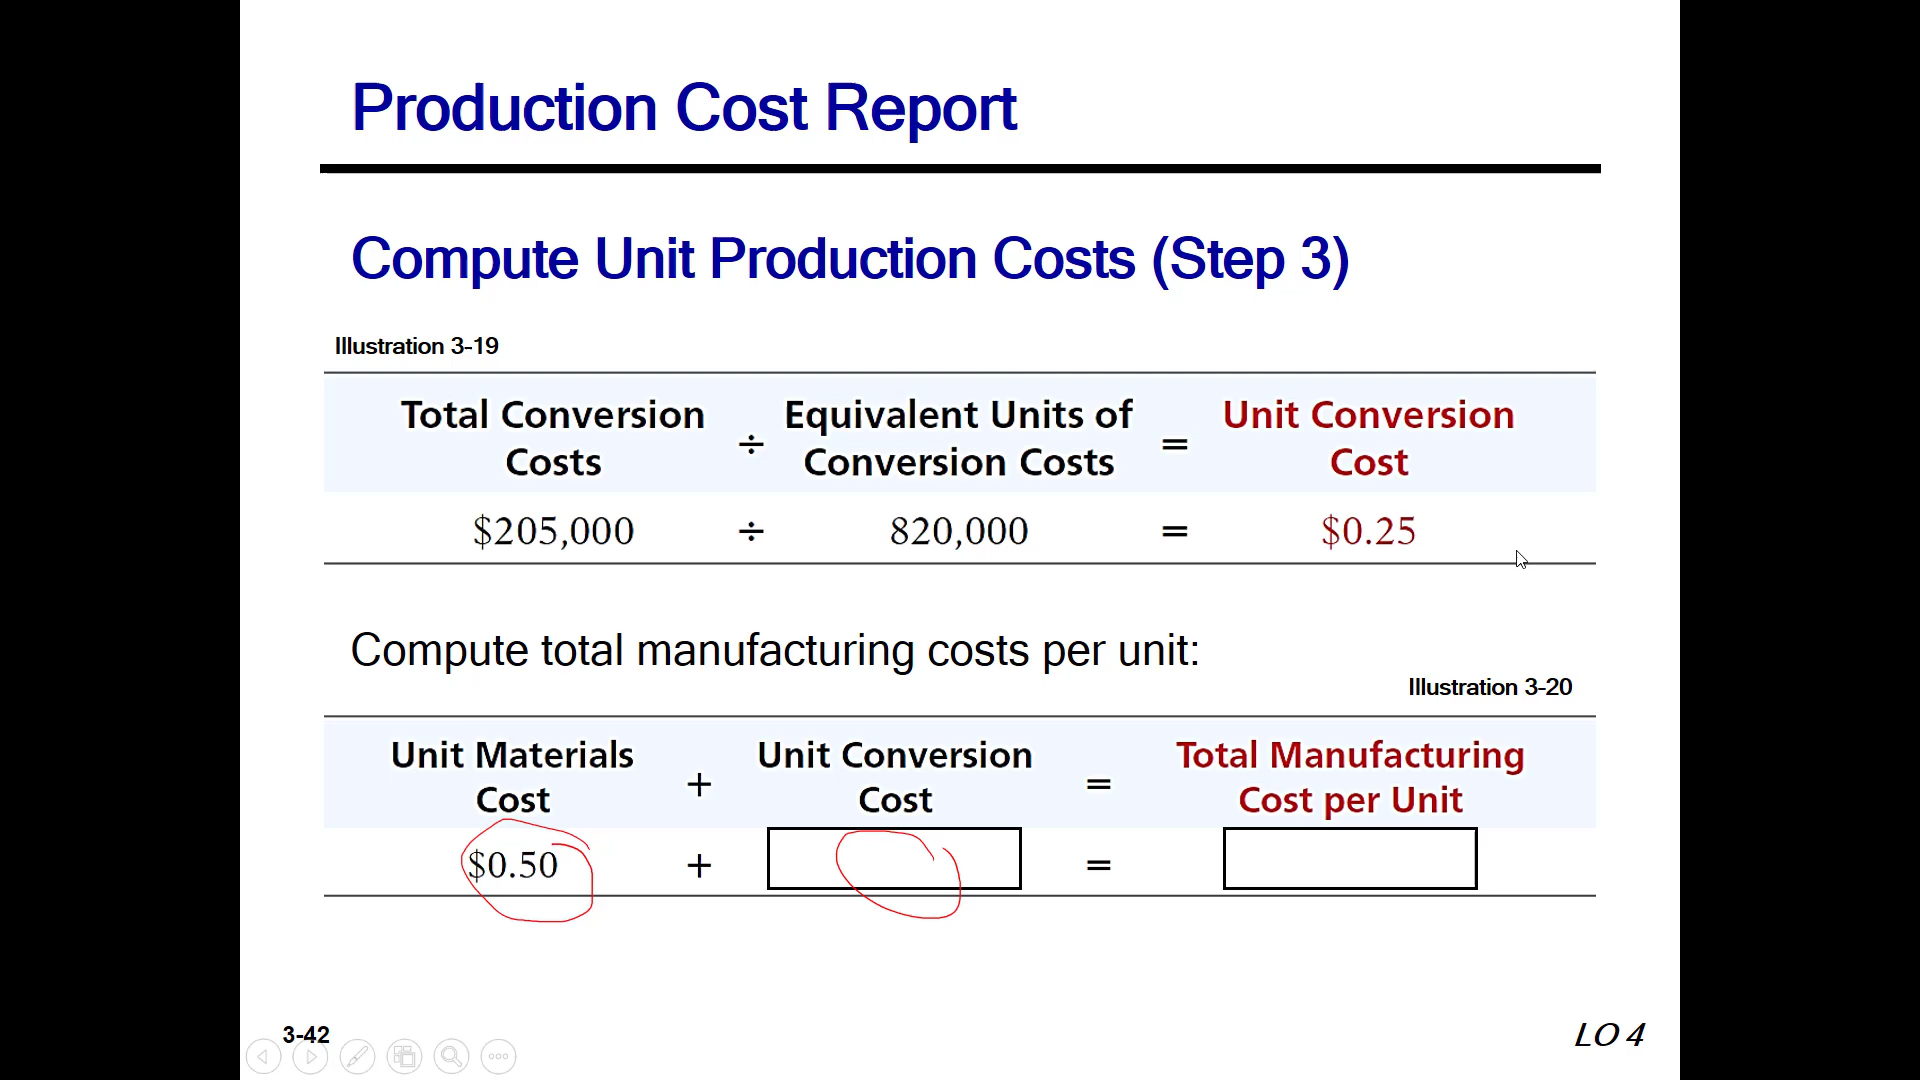 Production Cost Report
Compute Unit Production Costs (Step 3)
Illustration 3-19
Total Conversion Costs ÷ Equivalent Units of Conversion Costs = Unit Conversion Cost
$205,000 ÷ 820,000 = $0.25
Compute total manufacturing costs per unit:
Illustration 3-20
Unit Materials Cost + Unit Conversion Cost = Total Manufacturing Cost per Unit
$0.50 + =
3-42
LO 4